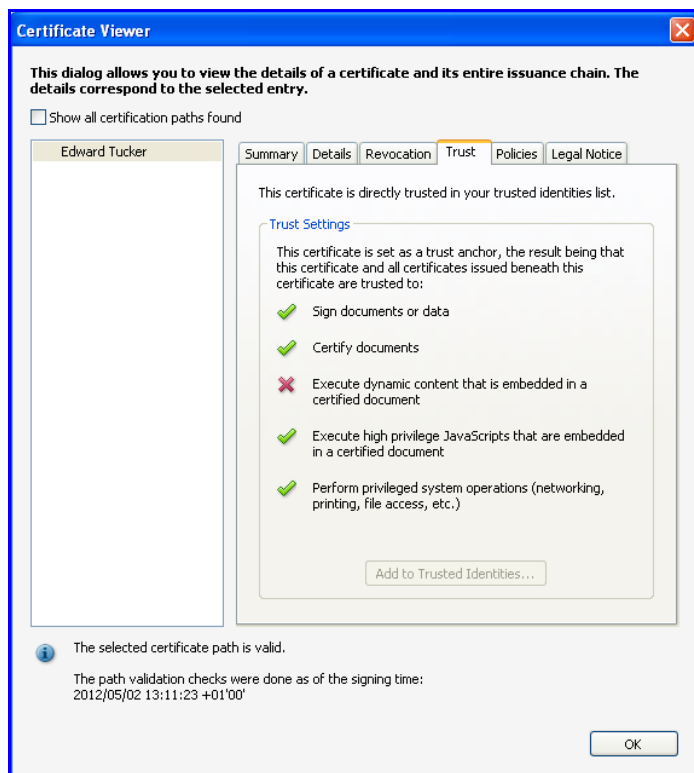 Certificate Viewer
This dialog allows you to view the details of a certificate and its entire issuance chain. The
details correspond to the selected entry.
Show all certification paths found
Edward Tucker
Summary Details Revocation Trust Policies Legal Notice
This certificate is directly trusted in your trusted identities list.
Trust Settings
This certificate is set as a trust anchor, the result being that
this certificate and all certificates issued beneath this
certificate are trusted to:
Sign documents or data
Certify documents
Execute dynamic content that is embedded in a
certified document
Execute high privilege JavaScripts that are embedded
in a certified document
Perform privileged system operations (networking,
printing, file access, etc.)
Add to Trusted Identities...
The selected certificate path is valid.
The path validation checks were done as of the signing time:
2012/05/02 13:11:23 +01'00'
OK